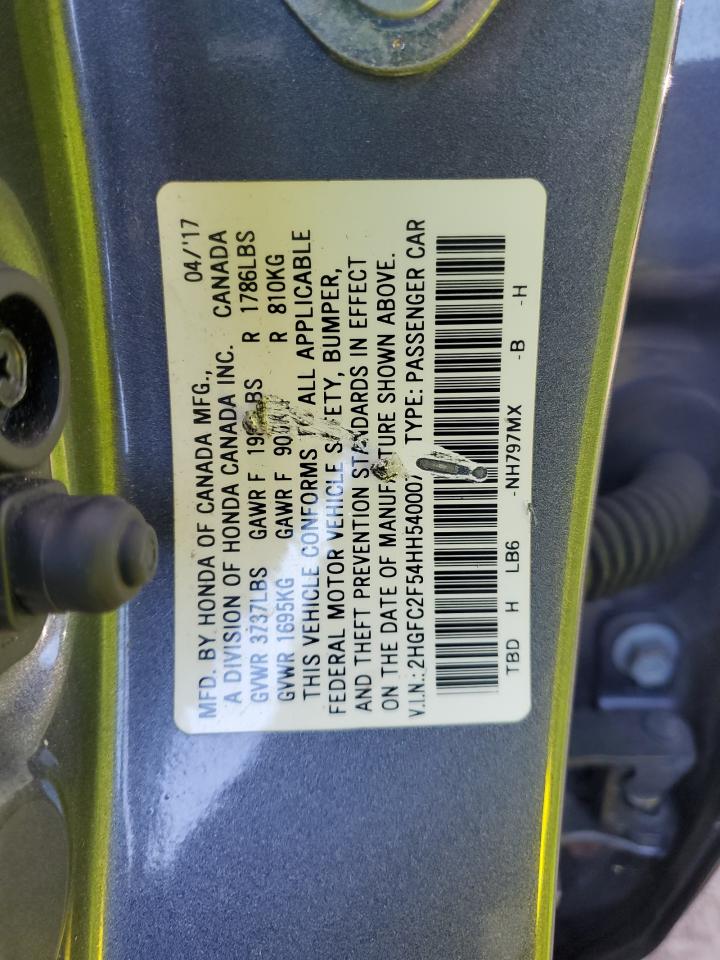 MFD. BY HONDA OF CANADA MFG., 04/'17
A DIVISION OF HONDA CANADA INC. CANADA
GVWR 3737LBS GAWR F R 1786LBS
GVWR 1695KG GAWR F R 810KG
THIS VEHICLE CONFORMS ALL APPLICABLE
FEDERAL MOTOR VEHICLE SAFETY, BUMPER,
AND THEFT PREVENTION STANDARDS IN EFFECT
ON THE DATE OF MANUFACTURE SHOWN ABOVE.
V.I.N.: TYPE: PASSENGER CAR
TBD H LB6 -NH797MX -B -H